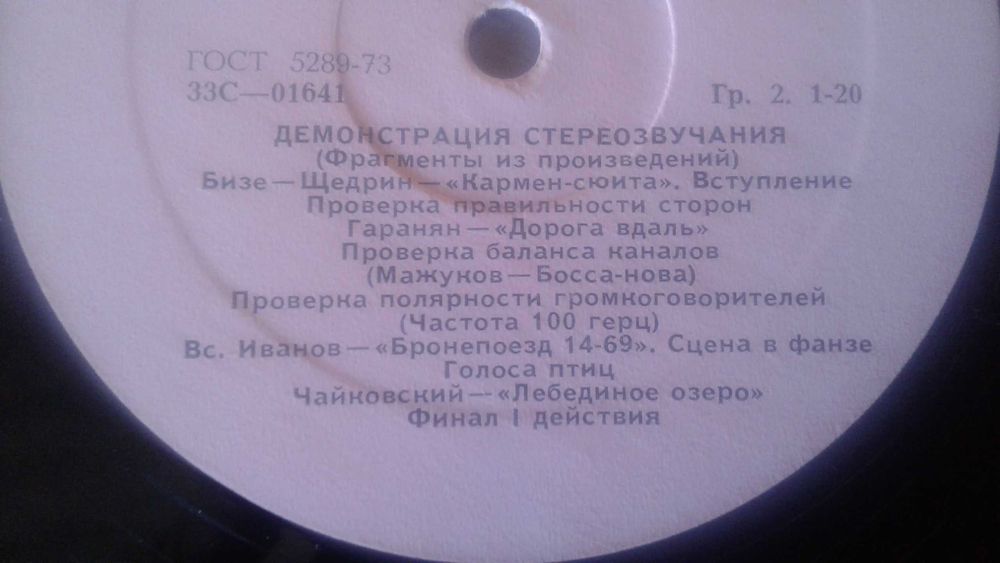 ГОСТ 5289-73
33С—01641
Гр. 2. 1-20
ДЕМОНСТРАЦИЯ СТЕРЕОЗВУЧАНИЯ
(Фрагменты из произведений)
Бизе—Щедрин—«Кармен-сюита». Вступление
Проверка правильности сторон
Гаранян—«Дорога вдаль»
Проверка баланса каналов
(Мажуков—Босса-нова)
Проверка полярности громкоговорителей
(Частота 100 герц)
Вс. Иванов—«Бронепоезд 14-69». Сцена в фанзе
Голоса птиц
Чайковский—«Лебединое озеро»
Финал I действия